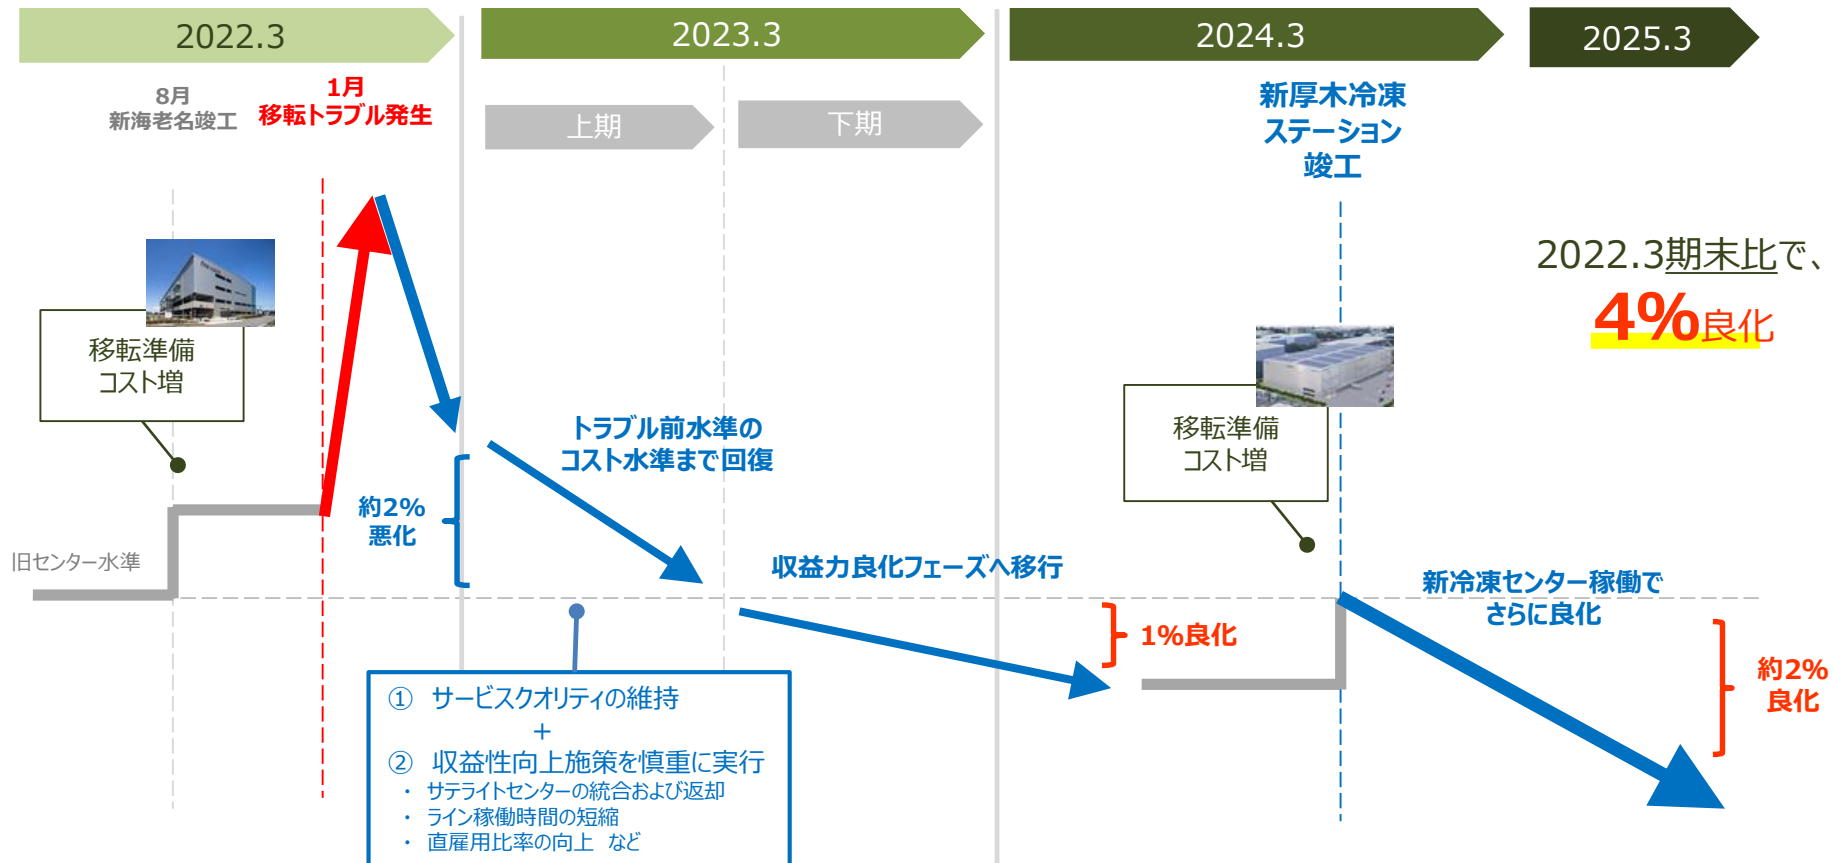 2022.3
2023.3
2024.3
2025.3
8月
新海老名竣工
1月
移転トラブル発生
上期
下期
新厚木冷凍
ステーション
竣工
2022.3期末比で、
4%良化
移転準備
コスト増
旧センター水準
約2%
悪化
トラブル前水準の
コスト水準まで回復
収益力良化フェーズへ移行
移転準備
コスト増
1%良化
新冷凍センター稼働で
さらに良化
約2%
良化
① サービスクオリティの維持
+
② 収益性向上施策を慎重に実行
・ サテライトセンターの統合および返却
・ ライン稼働時間の短縮
・ 直雇用比率の向上 など